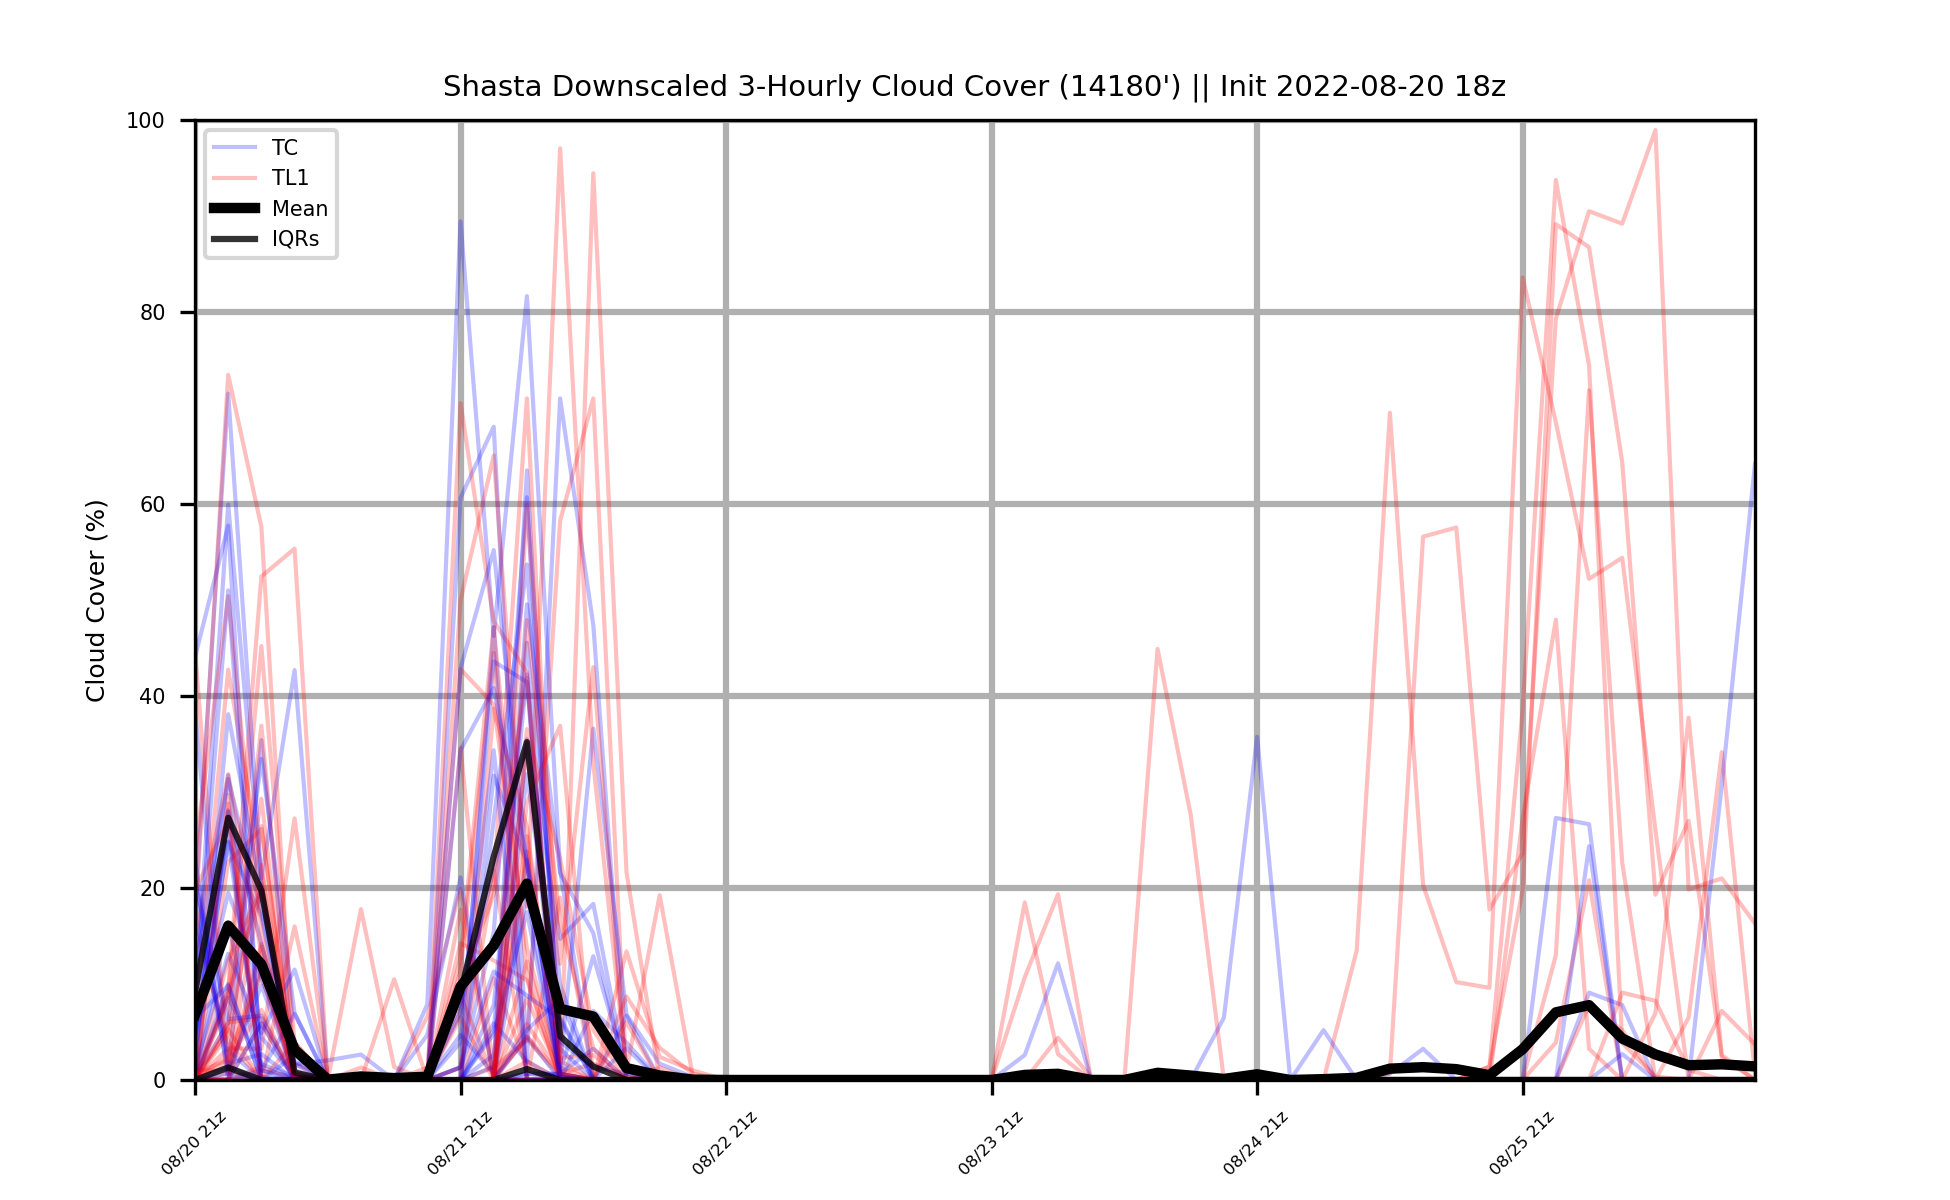 Shasta Downscaled 3-Hourly Cloud Cover (14180') || Init 2022-08-20 18z
100
80
60
40
20
0
Cloud Cover (%)
TC
TL1
Mean
IQRs
08/20 21z
08/21 21z
08/22 21z
08/23 21z
08/24 21z
08/25 21z